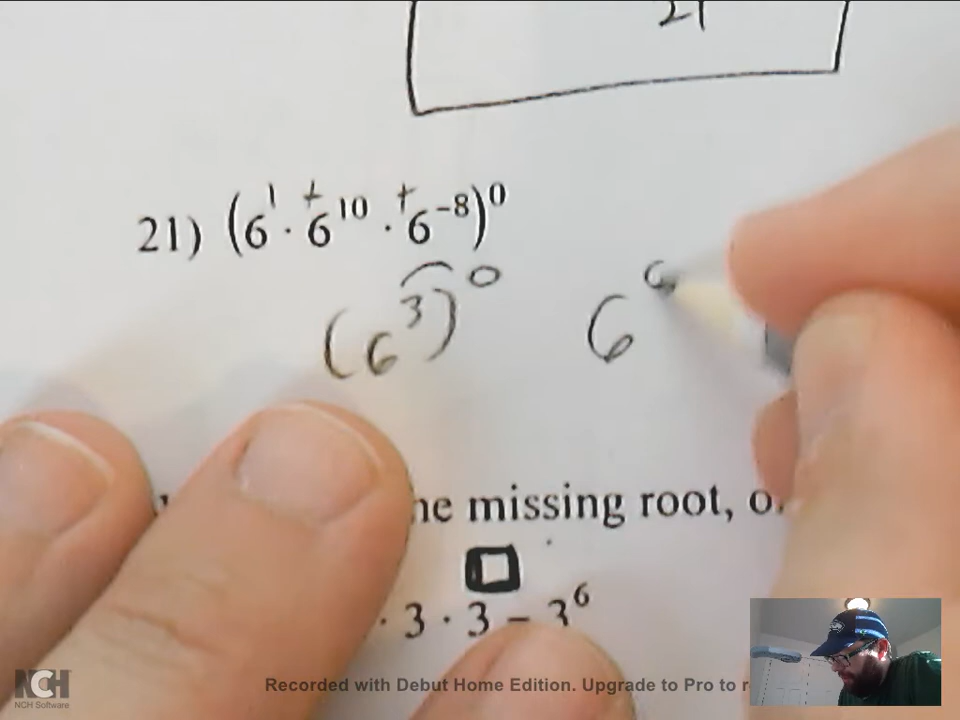 21
21) (6¹ · 6¹⁰ · 6⁻⁸)⁰
+ +
(6³)⁰ 6
he missing root, o
· 3 · 3 = 3⁶
NCH
NCH Software
Recorded with Debut Home Edition. Upgrade to Pro to r